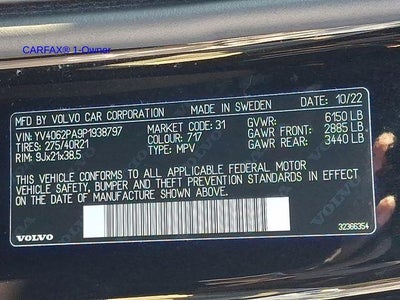 CARFAX® 1-Owner
MFD BY VOLVO CAR CORPORATION MADE IN SWEDEN 10/22
VIN: YV4062PA9P1938797 MARKET CODE: 31 GVWR: 6150 LB
TIRES: 275/40R21 COLOUR: 717 GAWR FRONT: 2885 LB
RIM: 9Jx21x38.5 TYPE: MPV GAWR REAR: 3440 LB
THIS VEHICLE CONFORMS TO ALL APPLICABLE FEDERAL MOTOR
VEHICLE SAFETY, BUMPER AND THEFT PREVENTION STANDARDS IN EFFECT
ON THE DATE OF MANUFACTURE SHOWN ABOVE.
VOLVO 32366354